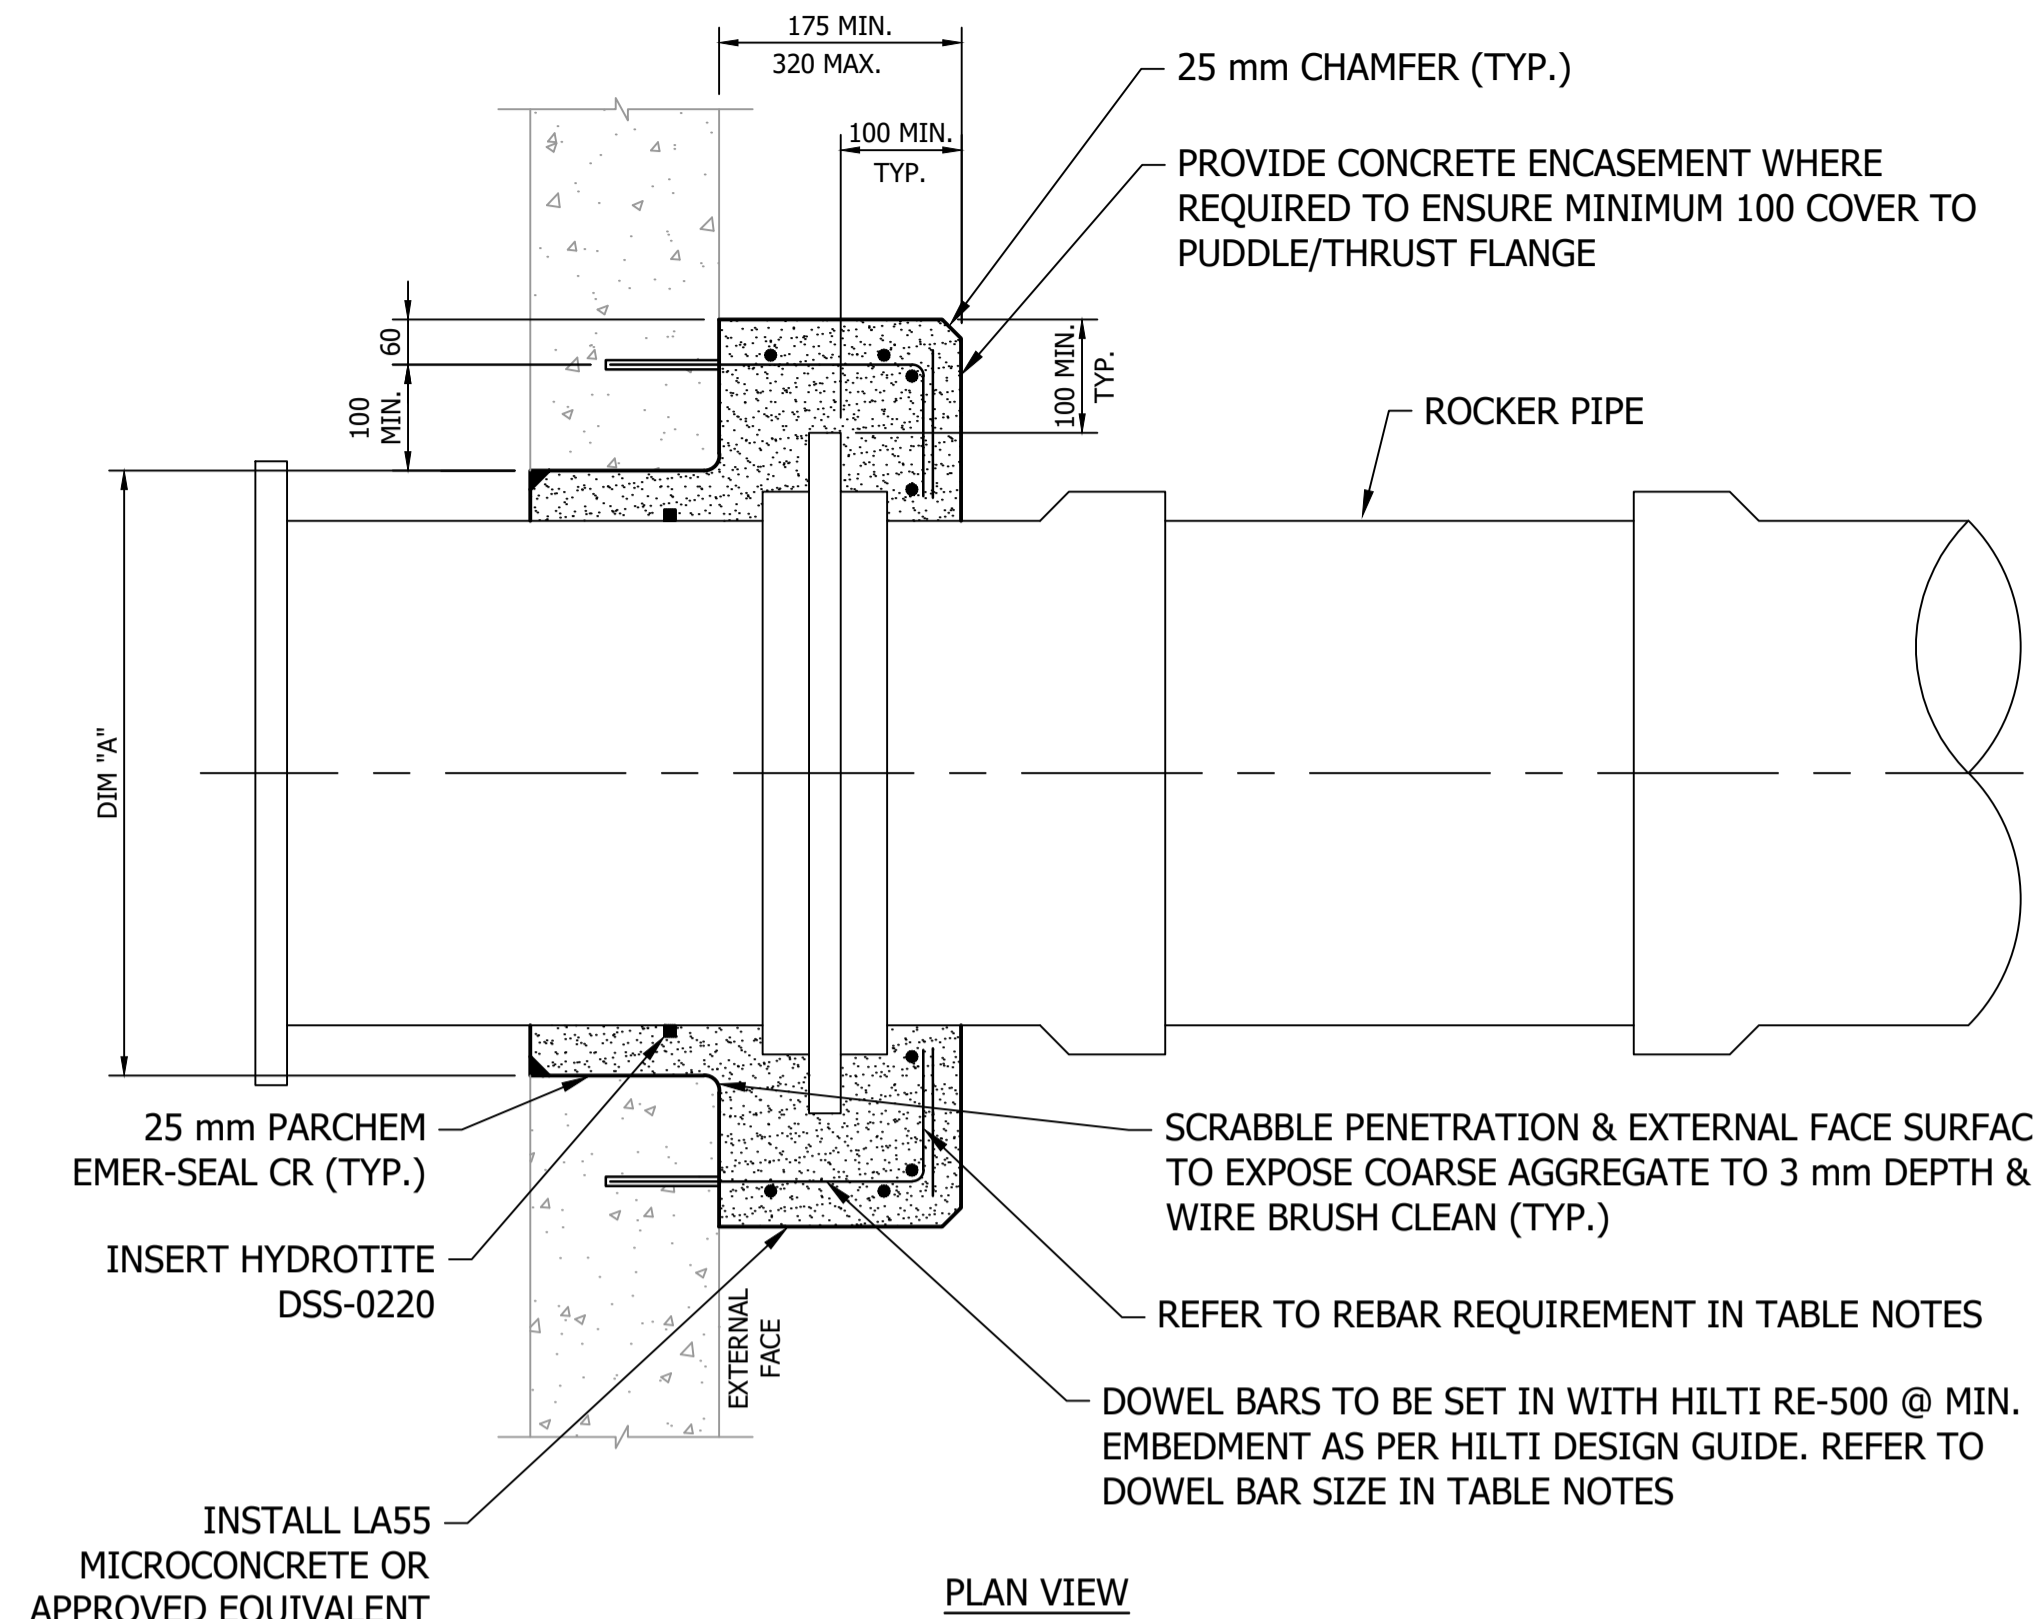 175 MIN.
320 MAX.
25 mm CHAMFER (TYP.)
100 MIN.
TYP.
PROVIDE CONCRETE ENCASEMENT WHERE
REQUIRED TO ENSURE MINIMUM 100 COVER TO
PUDDLE/THRUST FLANGE
60
100
MIN.
100 MIN.
TYP.
ROCKER PIPE
DIM "A"
25 mm PARCHEM
EMER-SEAL CR (TYP.)
SCRABBLE PENETRATION & EXTERNAL FACE SURFAC
TO EXPOSE COARSE AGGREGATE TO 3 mm DEPTH &
WIRE BRUSH CLEAN (TYP.)
INSERT HYDROTITE
DSS-0220
EXTERNAL
FACE
REFER TO REBAR REQUIREMENT IN TABLE NOTES
DOWEL BARS TO BE SET IN WITH HILTI RE-500 @ MIN.
EMBEDMENT AS PER HILTI DESIGN GUIDE. REFER TO
DOWEL BAR SIZE IN TABLE NOTES
INSTALL LA55
MICROCONCRETE OR
APPROVED EQUIVALENT
PLAN VIEW